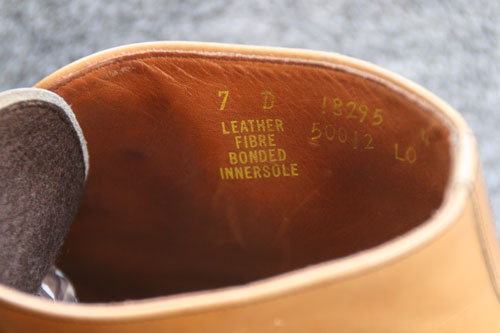 7 D 18295
50012 LO
LEATHER
FIBRE
BONDED
INNERSOLE